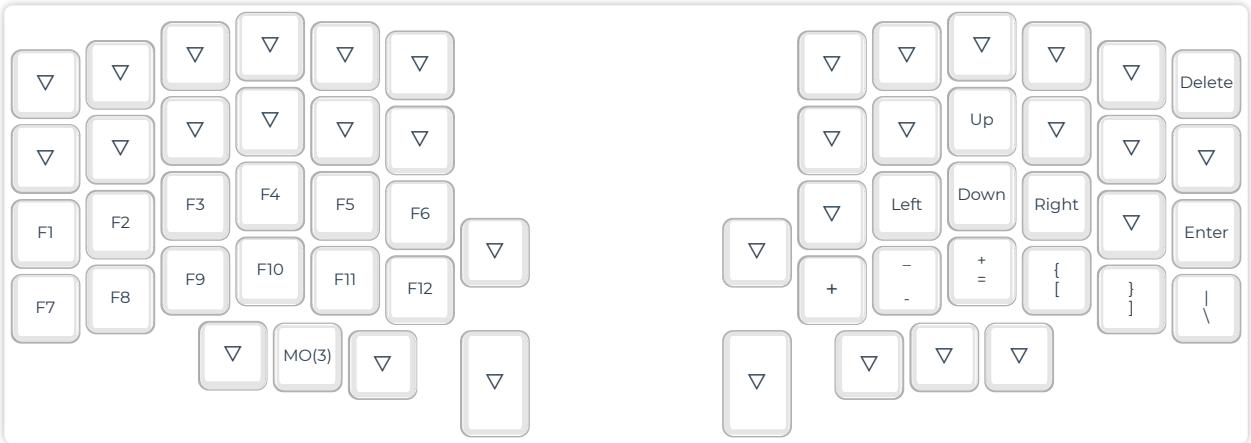 ▽ ▽ ▽ ▽ ▽ ▽ ▽ ▽ ▽ ▽ ▽ Delete
▽ ▽ ▽ ▽ ▽ ▽ ▽ ▽ Up ▽ ▽ ▽
F1 F2 F3 F4 F5 F6 ▽ ▽ ▽ Left Down Right ▽ Enter
F7 F8 F9 F10 F11 F12 + _ - + = { [ } ] | \
▽ MO(3) ▽ ▽ ▽ ▽ ▽ ▽